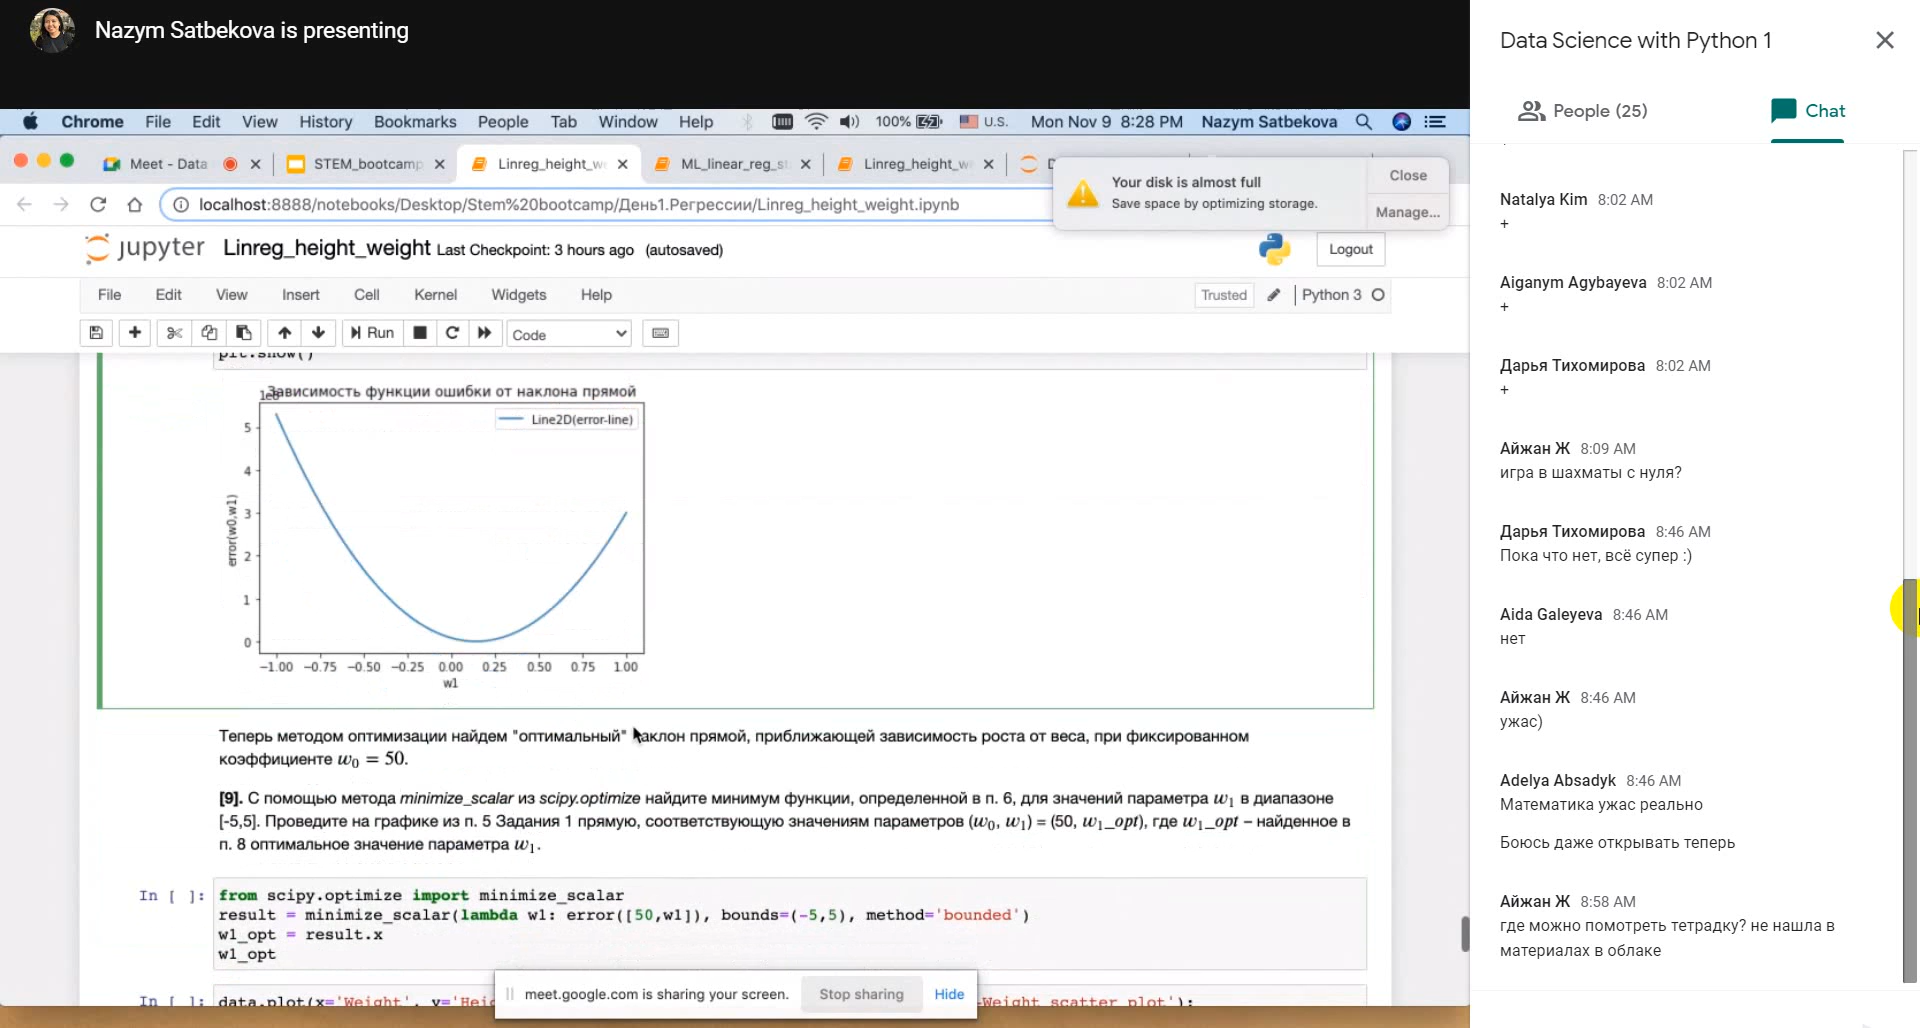 Nazym Satbekova is presenting
Chrome File Edit View History Bookmarks People Tab Window Help 100% U.S. Mon Nov 9 8:28 PM Nazym Satbekova
Meet - Data
STEM_bootcamp
Linreg_height_w
ML_linear_reg_s
Linreg_height_w
D
localhost:8888/notebooks/Desktop/Stem%20bootcamp/День1.Регрессии/Linreg_height_weight.ipynb
Your disk is almost full
Save space by optimizing storage.
Close
Manage...
jupyter Linreg_height_weight Last Checkpoint: 3 hours ago (autosaved)
Logout
File Edit View Insert Cell Kernel Widgets Help
Trusted
Python 3
Run
Code
plt.show()
1e8
Зависимость функции ошибки от наклона прямой
Line2D(error-line)
5
4
3
2
1
0
error(w0,w1)
−1.00 −0.75 −0.50 −0.25 0.00 0.25 0.50 0.75 1.00
w1
Теперь методом оптимизации найдем "оптимальный" наклон прямой, приближающей зависимость роста от веса, при фиксированном
коэффициенте w0 = 50.
[9]. С помощью метода minimize_scalar из scipy.optimize найдите минимум функции, определенной в п. 6, для значений параметра w1 в диапазоне
[-5,5]. Проведите на графике из п. 5 Задания 1 прямую, соответствующую значениям параметров (w0, w1) = (50, w1_opt), где w1_opt – найденное в
п. 8 оптимальное значение параметра w1.
In [ ]: from scipy.optimize import minimize_scalar
result = minimize_scalar(lambda w1: error([50,w1]), bounds=(-5,5), method='bounded')
w1_opt = result.x
w1_opt
In [ ]: data.plot(x='Weight', y='Hei
-Weight scatter plot');
meet.google.com is sharing your screen.
Stop sharing
Hide
Data Science with Python 1
People (25)
Chat
Natalya Kim 8:02 AM
+
Aiganym Agybayeva 8:02 AM
+
Дарья Тихомирова 8:02 AM
+
Айжан Ж 8:09 AM
игра в шахматы с нуля?
Дарья Тихомирова 8:46 AM
Пока что нет, всё супер :)
Aida Galeyeva 8:46 AM
нет
Айжан Ж 8:46 AM
ужас)
Adelya Absadyk 8:46 AM
Математика ужас реально
Боюсь даже открывать теперь
Айжан Ж 8:58 AM
где можно помотреть тетрадку? не нашла в
материалах в облаке